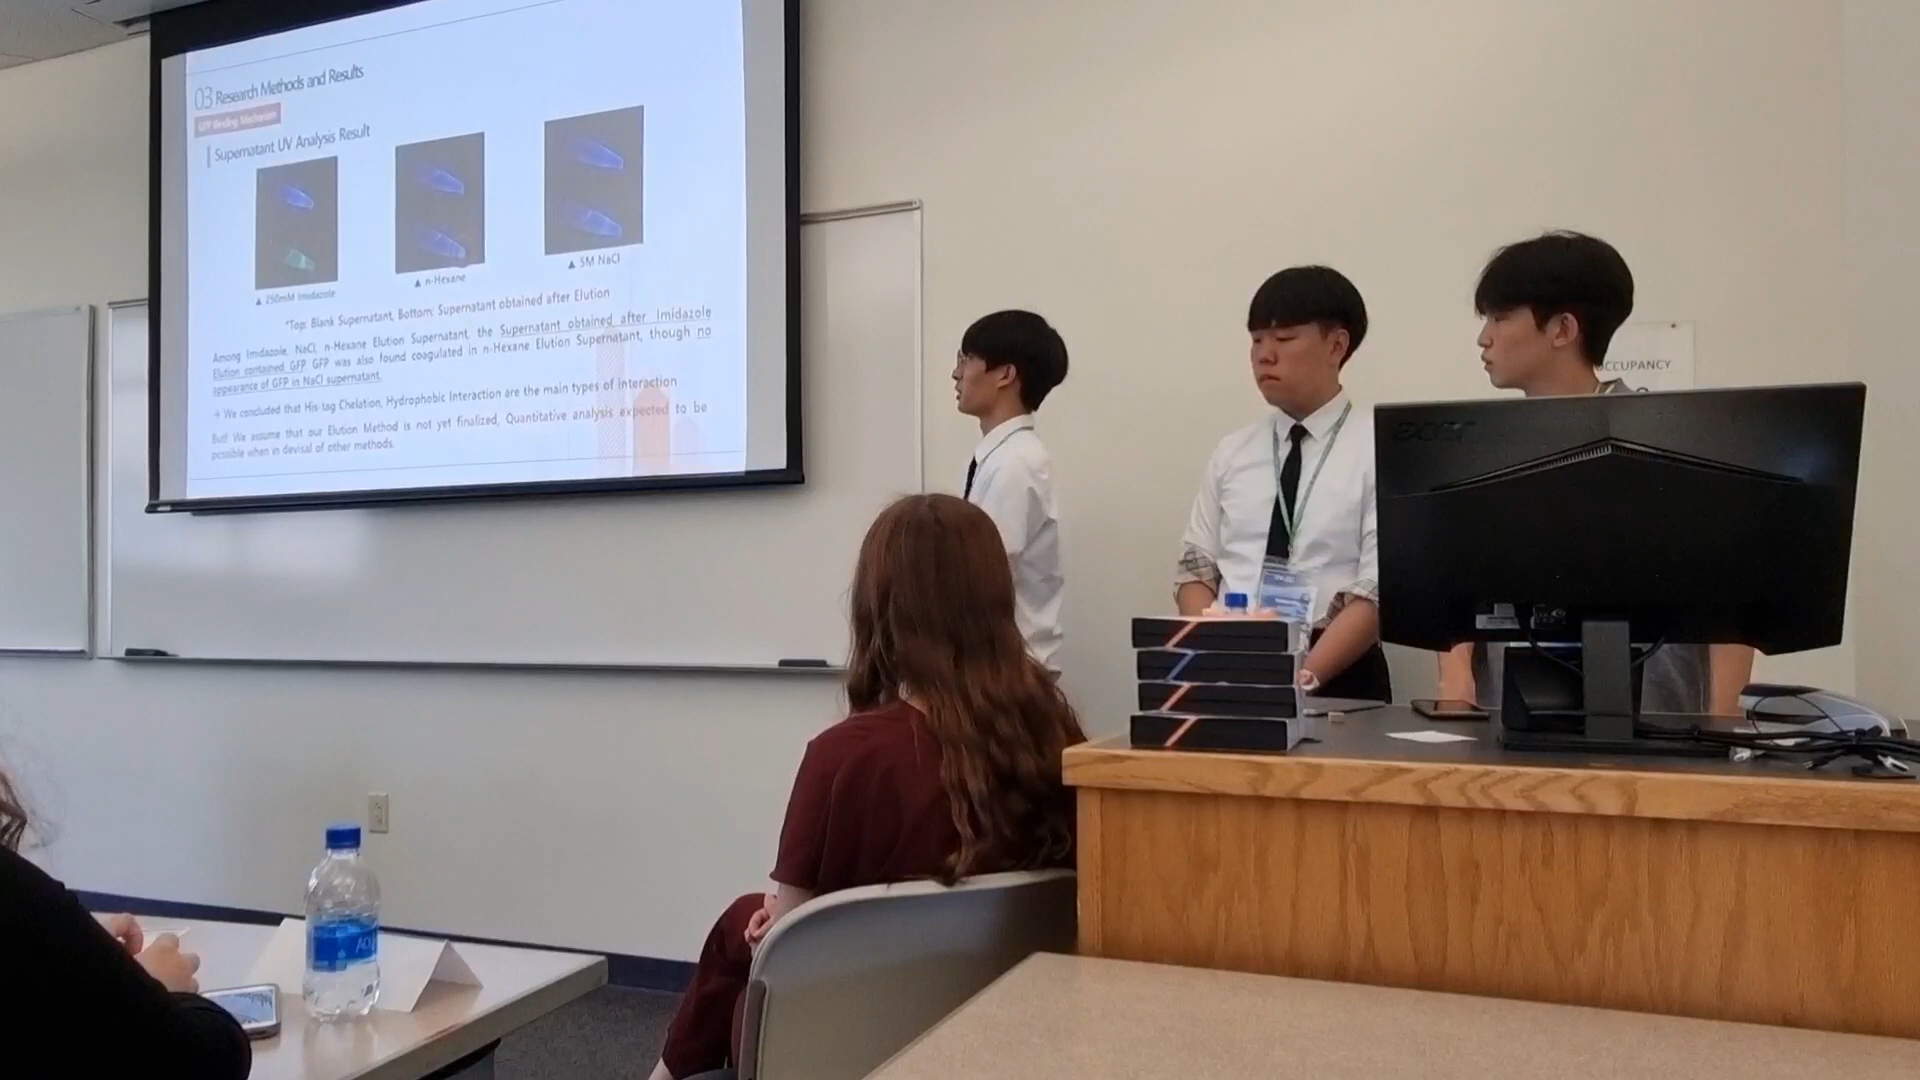 03 Research Methods and Results
GFP Binding Mechanism
Supernatant UV Analysis Result
▲ 250mM Imidazole
▲ n-Hexane
▲ 5M NaCl
*Top: Blank Supernatant, Bottom: Supernatant obtained after Elution
Among Imidazole, NaCl, n-Hexane Elution Supernatant, the Supernatant obtained after Imidazole
Elution contained GFP GFP was also found coagulated in n-Hexane Elution Supernatant, though no
appearance of GFP in NaCl supernatant.
→ We concluded that His-tag Chelation, Hydrophobic Interaction are the main types of Interaction
But! We assume that our Elution Method is not yet finalized, Quantitative analysis expected to be
possible when in devisal of other methods.
OCCUPANCY
acer